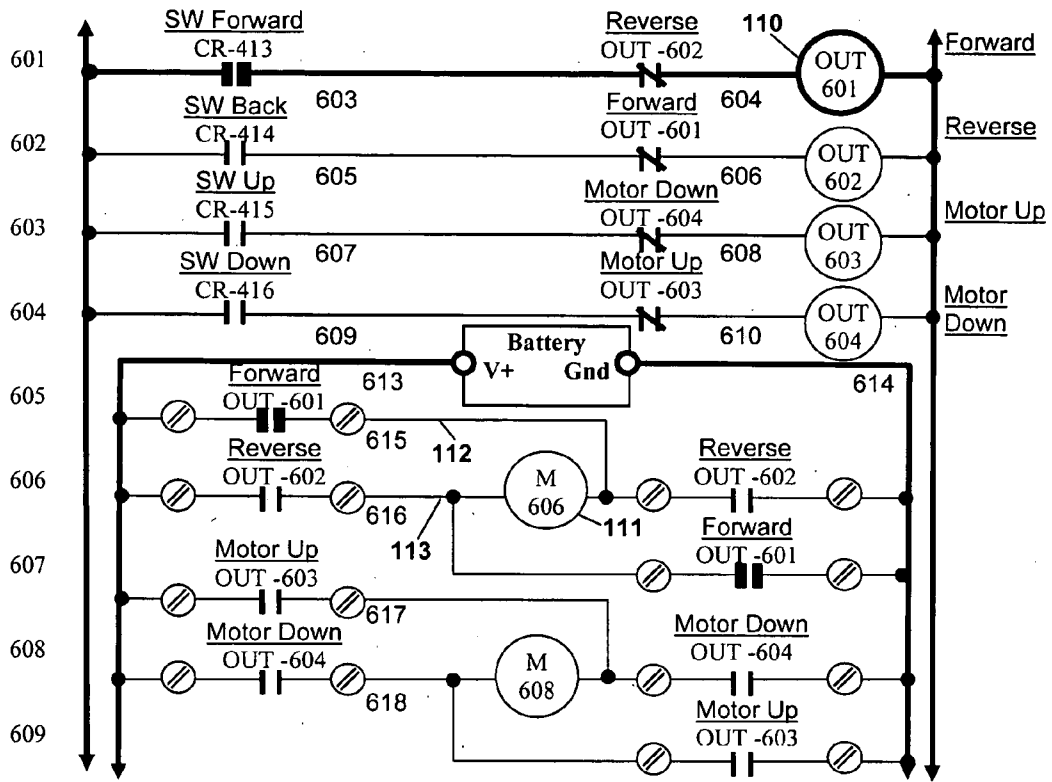 SW Forward
CR-413
Reverse
OUT -602
110
601
OUT
601
Forward
603
604
SW Back
CR-414
Forward
OUT -601
602
OUT
602
Reverse
605
606
SW Up
CR-415
Motor Down
OUT -604
603
OUT
603
Motor Up
607
608
SW Down
CR-416
Motor Up
OUT -603
604
OUT
604
Motor
Down
609
610
Battery
V+ Gnd
613
614
605
Forward
OUT -601
615
112
606
Reverse
OUT -602
616
113
M
606
111
Reverse
OUT -602
607
Forward
OUT -601
Motor Up
OUT -603
617
608
Motor Down
OUT -604
618
M
608
Motor Down
OUT -604
609
Motor Up
OUT -603